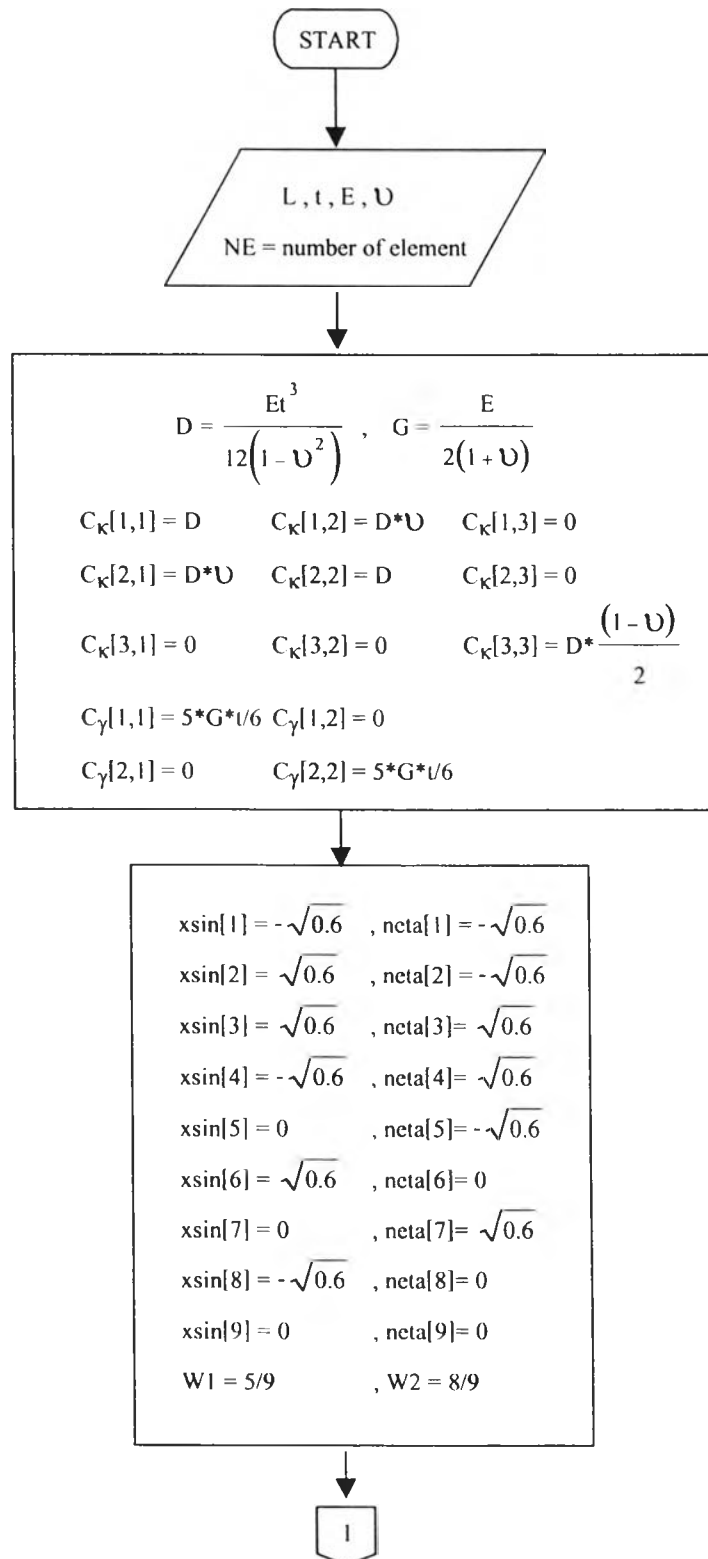 START
L , t , E , υ
NE = number of element
D = Et^3 / 12(1 - υ^2) , G = E / 2(1 + υ)
Cκ[1,1] = D Cκ[1,2] = D*υ Cκ[1,3] = 0
Cκ[2,1] = D*υ Cκ[2,2] = D Cκ[2,3] = 0
Cκ[3,1] = 0 Cκ[3,2] = 0 Cκ[3,3] = D*(1 - υ)/2
Cγ[1,1] = 5*G*t/6 Cγ[1,2] = 0
Cγ[2,1] = 0 Cγ[2,2] = 5*G*t/6
xsin[1] = -√0.6 , neta[1] = -√0.6
xsin[2] = √0.6 , neta[2] = -√0.6
xsin[3] = √0.6 , neta[3]= √0.6
xsin[4] = -√0.6 , neta[4]= √0.6
xsin[5] = 0 , neta[5]= -√0.6
xsin[6] = √0.6 , neta[6]= 0
xsin[7] = 0 , neta[7]= √0.6
xsin[8] = -√0.6 , neta[8]= 0
xsin[9] = 0 , neta[9]= 0
W1 = 5/9 , W2 = 8/9
1